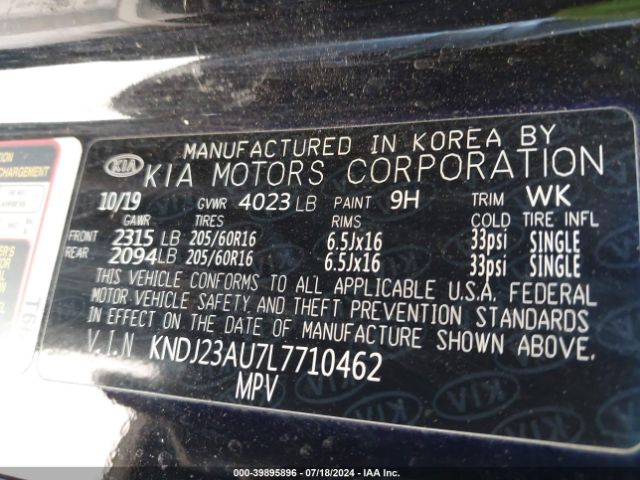 MANUFACTURED IN KOREA BY
KIA KIA MOTORS CORPORATION
10/19 GVWR 4023 LB PAINT 9H TRIM WK
GAWR TIRES RIMS COLD TIRE INFL
FRONT 2315 LB 205/60R16 6.5Jx16 33psi SINGLE
REAR 2094 LB 205/60R16 6.5Jx16 33psi SINGLE
THIS VEHICLE CONFORMS TO ALL APPLICABLE U.S.A. FEDERAL
MOTOR VEHICLE SAFETY, AND THEFT PREVENTION STANDARDS
IN EFFECT ON THE DATE OF MANUFACTURE SHOWN ABOVE.
V.I.N KNDJ23AU7L7710462
MPV
000-39895896 - 07/18/2024 - IAA Inc.